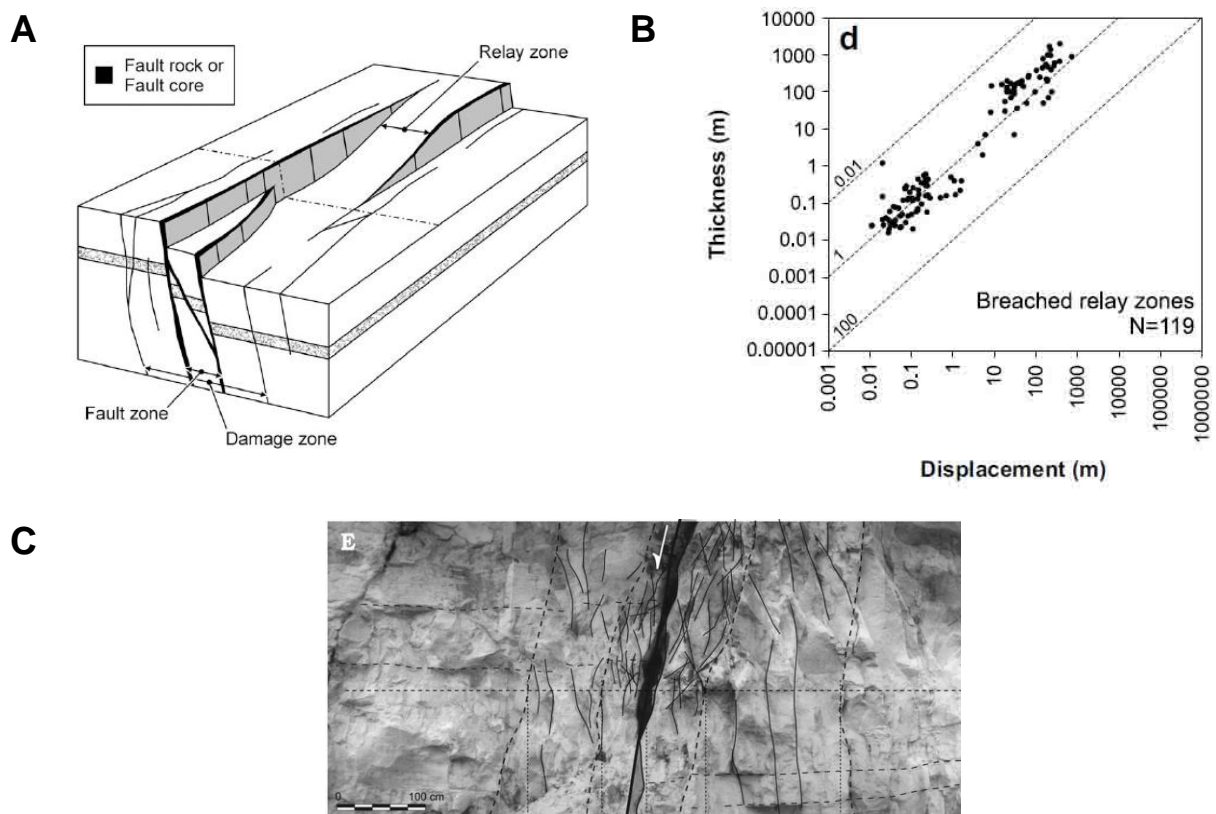 A
Fault rock or
Fault core
Relay zone
Fault zone
Damage zone
B
d
10000
1000
100
10
1
0.1
0.01
0.001
0.0001
0.00001
Thickness (m)
0.01
1
100
Breached relay zones
N=119
0.001
0.01
0.1
1
10
100
1000
10000
100000
1000000
Displacement (m)
C
E
0
100 cm